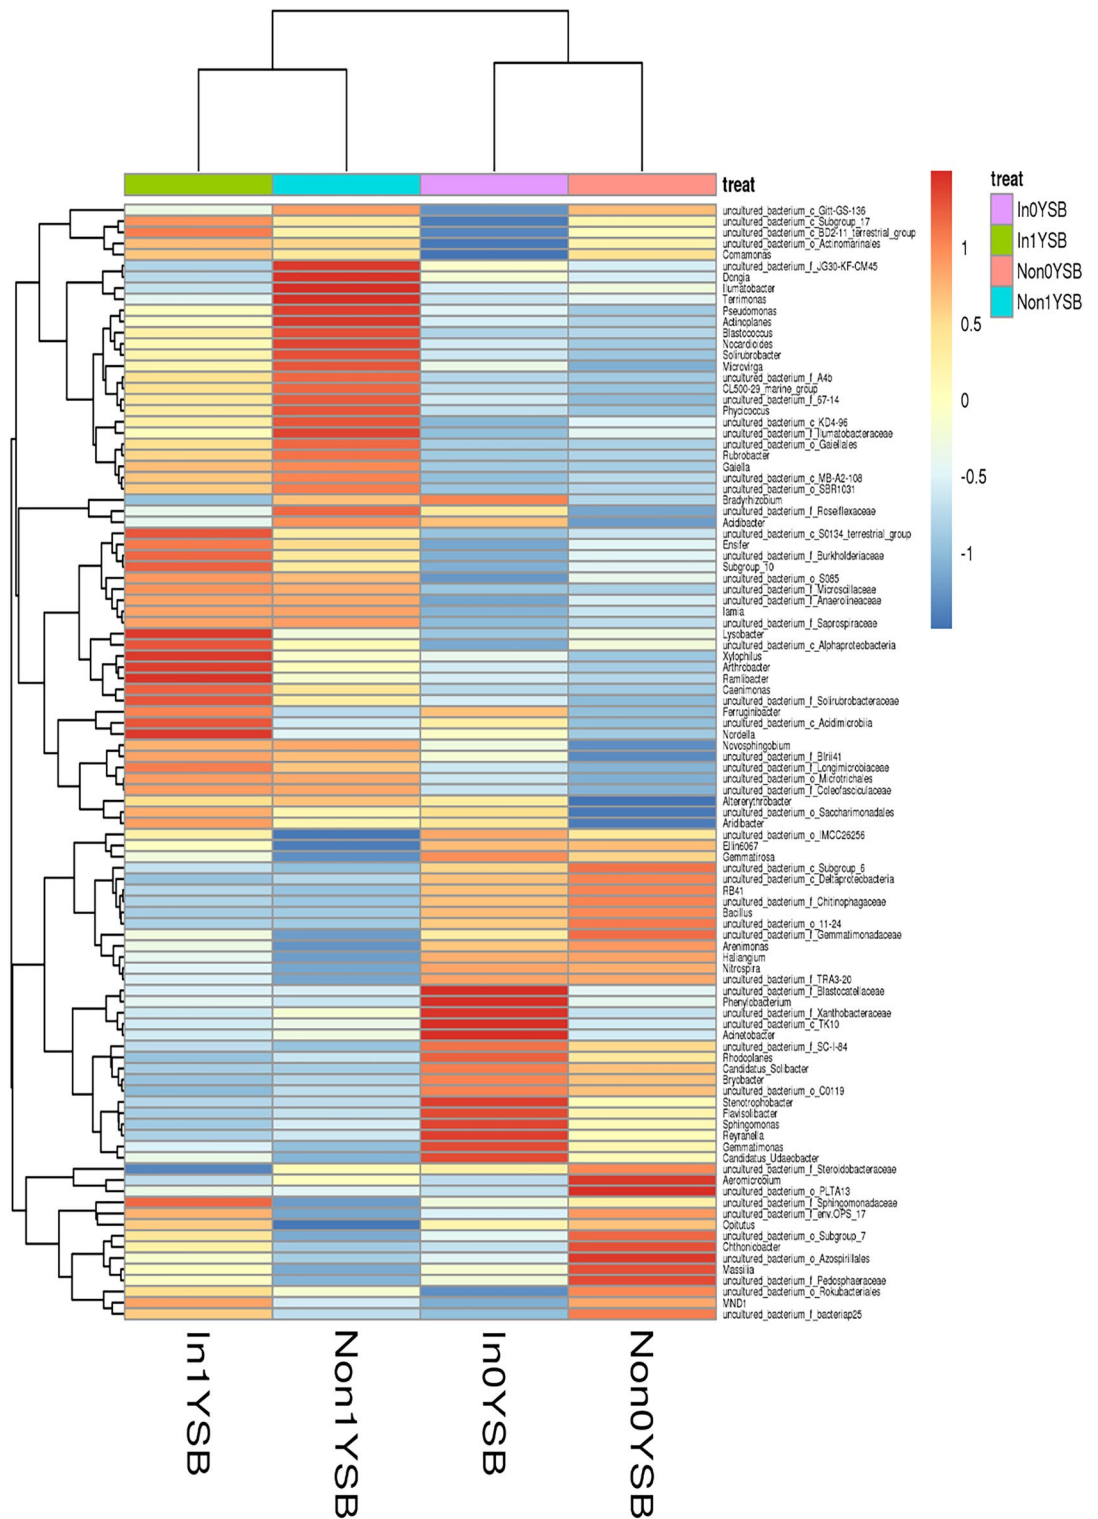 treat
uncultured_bacterium_c_Gitt-GS-136
uncultured_bacterium_c_Subgroup_17
uncultured_bacterium_c_BD2-11_terrestrial_group
uncultured_bacterium_o_Actinomarinales
Comamonas
uncultured_bacterium_f_JG30-KF-CM45
Dongia
Ilumatobacter
Terrimonas
Pseudomonas
Actinoplanes
Blastococcus
Nocardioides
Solirubrobacter
Microvirga
uncultured_bacterium_f_A4b
CL500-29_marine_group
uncultured_bacterium_f_67-14
Phycicoccus
uncultured_bacterium_c_KD4-96
uncultured_bacterium_f_Ilumatobacteraceae
uncultured_bacterium_o_Gaiellales
Rubrobacter
Gaiella
uncultured_bacterium_c_MB-A2-108
uncultured_bacterium_o_SBR1031
Bradyrhizobium
uncultured_bacterium_f_Roseiflexaceae
Acidibacter
uncultured_bacterium_c_S0134_terrestrial_group
Ensifer
uncultured_bacterium_f_Burkholderiaceae
Subgroup_10
uncultured_bacterium_o_S085
uncultured_bacterium_f_Microscillaceae
uncultured_bacterium_f_Anaerolineaceae
Iamia
uncultured_bacterium_f_Saprospiraceae
Lysobacter
uncultured_bacterium_c_Alphaproteobacteria
Xylophilus
Arthrobacter
Ramlibacter
Caenimonas
uncultured_bacterium_f_Solirubrobacteraceae
Ferruginibacter
uncultured_bacterium_c_Acidimicrobiia
Nordella
Novosphingobium
uncultured_bacterium_f_BIrii41
uncultured_bacterium_f_Longimicrobiaceae
uncultured_bacterium_o_Microtrichales
uncultured_bacterium_f_Coleofasciculaceae
Altererythrobacter
uncultured_bacterium_o_Saccharimonadales
Aridibacter
uncultured_bacterium_o_IMCC26256
Ellin6067
Gemmatirosa
uncultured_bacterium_c_Subgroup_6
uncultured_bacterium_c_Deltaproteobacteria
RB41
uncultured_bacterium_f_Chitinophagaceae
Bacillus
uncultured_bacterium_o_11-24
uncultured_bacterium_f_Gemmatimonadaceae
Arenimonas
Haliangium
Nitrospira
uncultured_bacterium_f_TRA3-20
uncultured_bacterium_f_Blastocatellaceae
Phenylobacterium
uncultured_bacterium_f_Xanthobacteraceae
uncultured_bacterium_c_TK10
Acinetobacter
uncultured_bacterium_f_SC-I-84
Rhodoplanes
Candidatus_Solibacter
Bryobacter
uncultured_bacterium_o_C0119
Stenotrophobacter
Flavisolibacter
Sphingomonas
Reyranella
Gemmatimonas
Candidatus_Udaeobacter
uncultured_bacterium_f_Steroidobacteraceae
Aeromicrobium
uncultured_bacterium_o_PLTA13
uncultured_bacterium_f_Sphingomonadaceae
uncultured_bacterium_f_env.OPS_17
Opitutus
uncultured_bacterium_o_Subgroup_7
Chthoniobacter
uncultured_bacterium_o_Azospirillales
Massilia
uncultured_bacterium_f_Pedosphaeraceae
uncultured_bacterium_o_Rokubacteriales
MND1
uncultured_bacterium_f_bacteriap25
1
0.5
0
-0.5
-1
treat
In0YSB
In1YSB
Non0YSB
Non1YSB
In1YSB
Non1YSB
In0YSB
Non0YSB